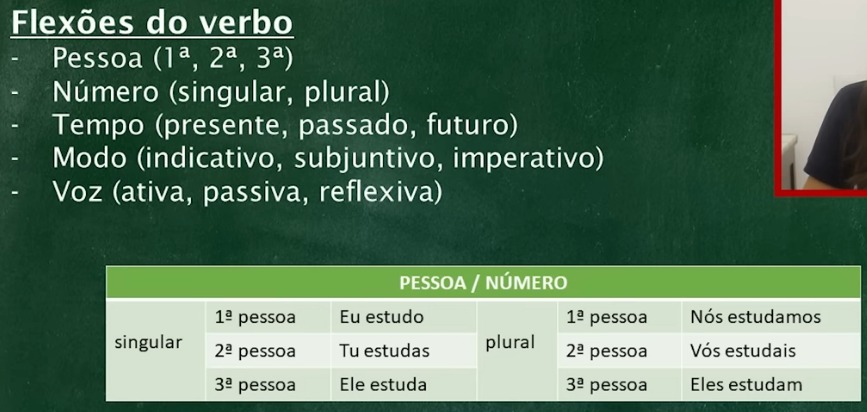 Flexões do verbo
- Pessoa (1ª, 2ª, 3ª)
- Número (singular, plural)
- Tempo (presente, passado, futuro)
- Modo (indicativo, subjuntivo, imperativo)
- Voz (ativa, passiva, reflexiva)
PESSOA / NÚMERO
singular
1ª pessoa Eu estudo
2ª pessoa Tu estudas
3ª pessoa Ele estuda
plural
1ª pessoa Nós estudamos
2ª pessoa Vós estudais
3ª pessoa Eles estudam